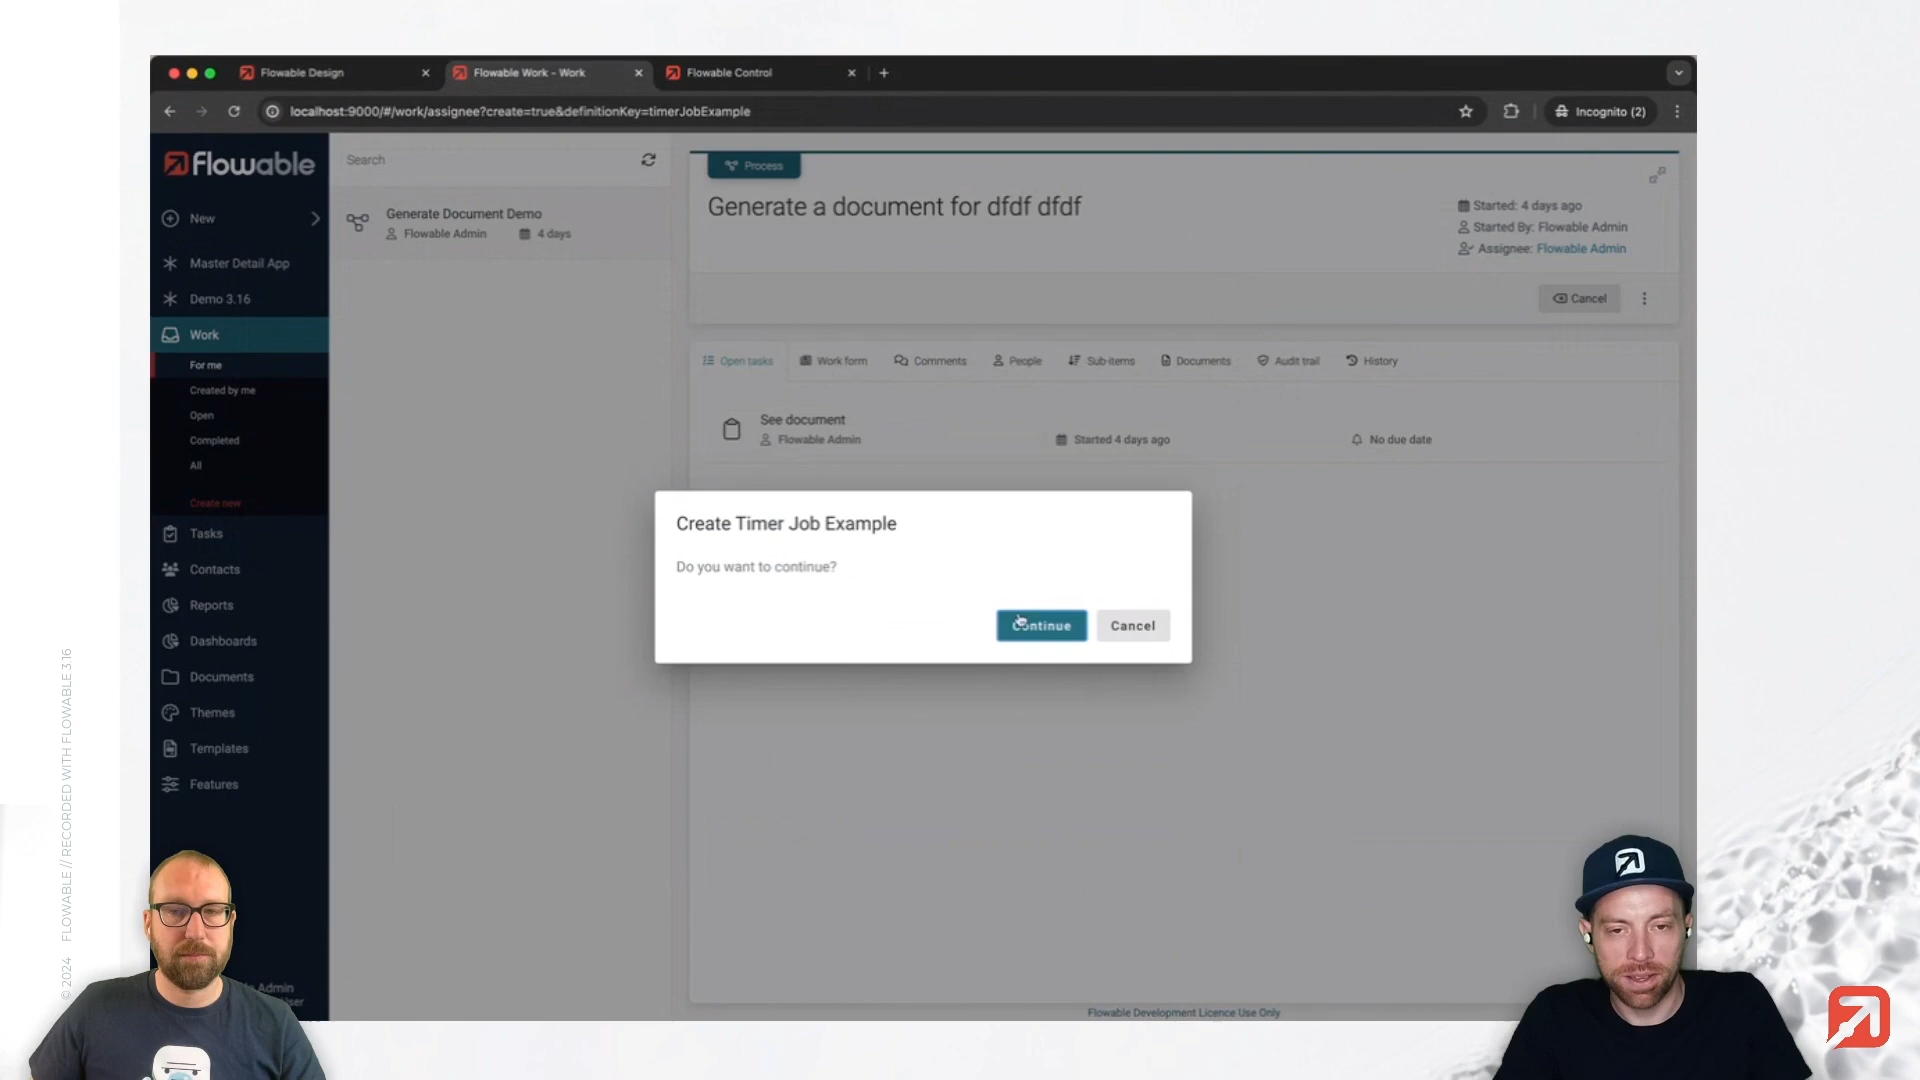 Flowable Design
Flowable Work - Work
Flowable Control
localhost:9000/#/work/assignee?create=true&definitionKey=timerJobExample
Incognito (2)
Flowable
New
Master Detail App
Demo 3.16
Work
For me
Created by me
Open
Completed
All
Create new
Tasks
Contacts
Reports
Dashboards
Documents
Themes
Templates
Features
Admin
User
Search
Generate Document Demo
Flowable Admin 4 days
Process
Generate a document for dfdf dfdf
Started: 4 days ago
Started By: Flowable Admin
Assignee: Flowable Admin
Cancel
Open tasks Work form Comments People Sub-items Documents Audit trail History
See document
Flowable Admin Started 4 days ago No due date
Create Timer Job Example
Do you want to continue?
Continue Cancel
Flowable Development Licence Use Only
© 2024 FLOWABLE // RECORDED WITH FLOWABLE 3.16